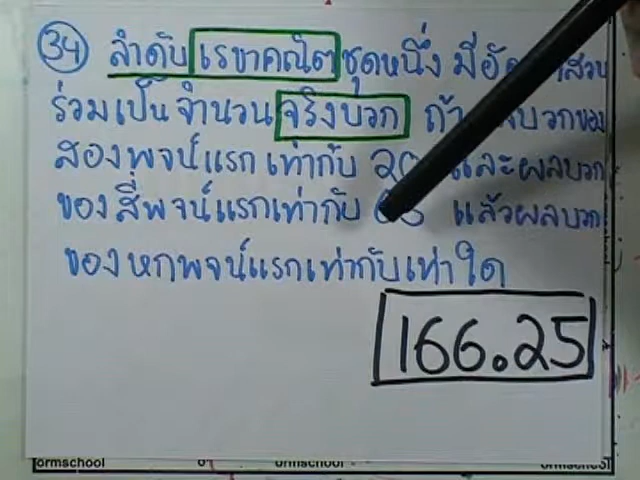 34 ลำดับเรขาคณิตชุดหนึ่ง มี
ร่วมเป็นจำนวนจริงบวก ถ้า
สองพจน์แรกเท่ากับ และผลบวก
ของสี่พจน์แรกเท่ากับ แล้วผลบวก
ของหกพจน์แรกเท่ากับเท่าใด
166.25
ormschool ormschool ormschool